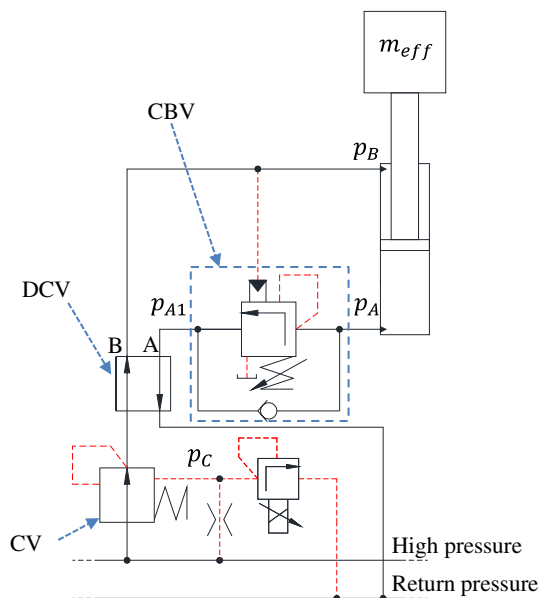 m_eff
CBV
p_B
DCV
p_A1
p_A
B A
p_C
CV
High pressure
Return pressure